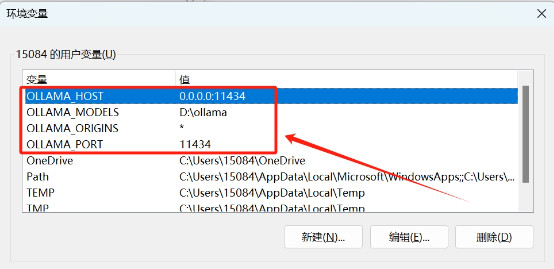 环境变量
15084 的用户变量(U)
变量 值
OLLAMA_HOST 0.0.0.0:11434
OLLAMA_MODELS D:\ollama
OLLAMA_ORIGINS *
OLLAMA_PORT 11434
OneDrive C:\Users\15084\OneDrive
Path C:\Users\15084\AppData\Local\Microsoft\WindowsApps;;C:\Users\...
TEMP C:\Users\15084\AppData\Local\Temp
TMP C:\Users\15084\AppData\Local\Temp
新建(N)... 编辑(E)... 删除(D)